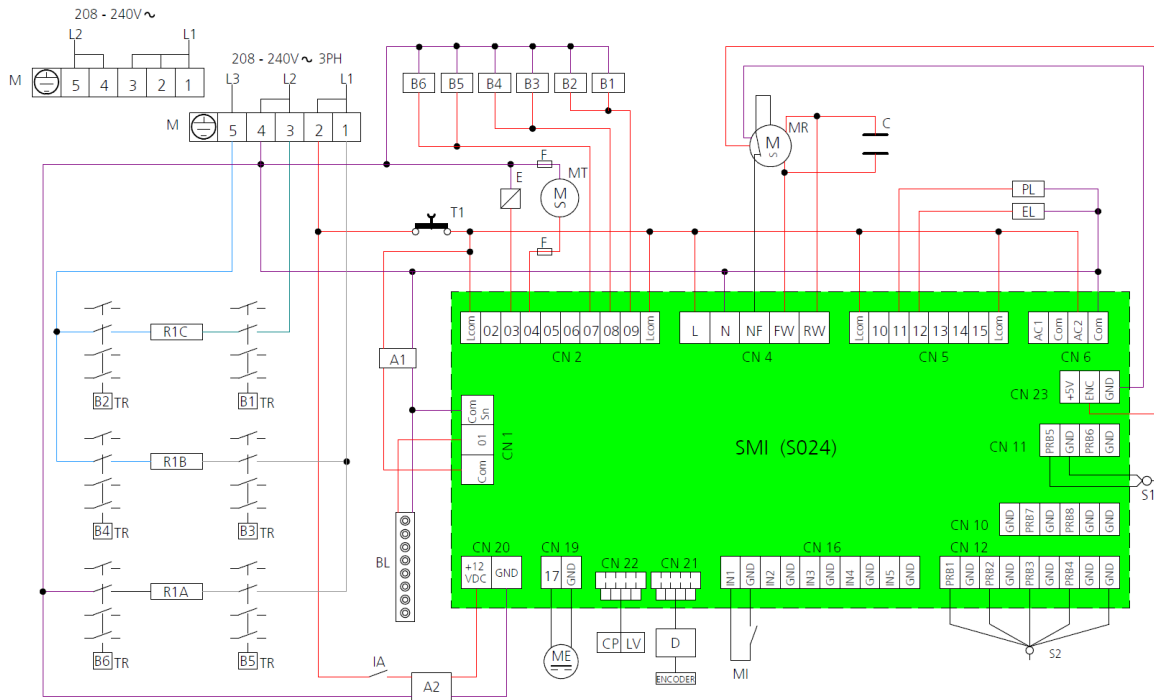 208 - 240V ~
L2 L1
M 5 4 3 2 1
208 - 240V ~ 3PH
L3 L2 L1
M 5 4 3 2 1
B6 B5 B4 B3 B2 B1
E F MT
M
S
F
T1
MR
M
S
C
PL
EL
Lcom 02 03 04 05 06 07 08 09 Lcom
CN 2
L N NF FW RW
CN 4
Lcom 10 11 12 13 14 15 Lcom
CN 5
AC1 Com AC2 Com
CN 6
+5V ENC GND
CN 23
PRB5 GND PRB6 GND
CN 11
S1
GND PRB7 GND PRB8 GND GND
CN 10
CN 12
PRB1 GND PRB2 GND PRB3 GND PRB4 GND GND
S2
SMI (S024)
A1
Com Sn
01
Com
CN 1
BL
CN 20
+12 VDC GND
CN 19
17 GND
ME
CN 22
CP LV
CN 21
D
ENCODER
CN 16
IN1 GND IN2 GND IN3 GND IN4 GND IN5 GND
MI
IA
A2
R1C
B2 TR B1 TR
R1B
B4 TR B3 TR
R1A
B6 TR B5 TR